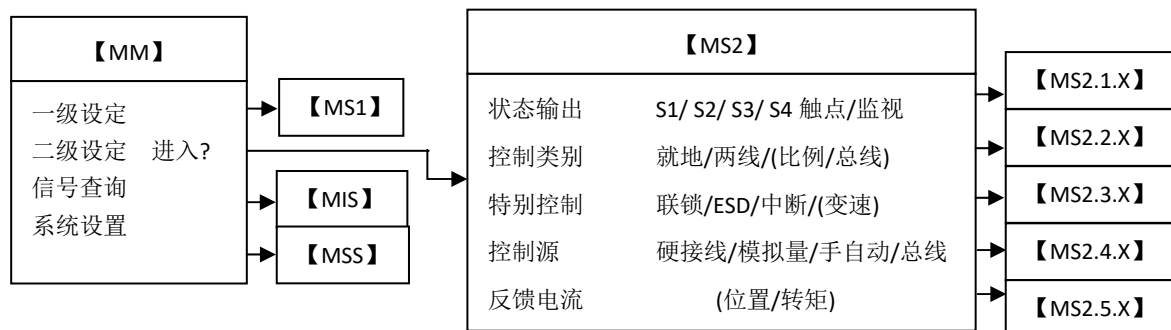 【MM】
一级设定
二级设定 进入?
信号查询
系统设置
【MS1】
【MIS】
【MSS】
【MS2】
状态输出 S1/ S2/ S3/ S4 触点/监视
控制类别 就地/两线/(比例/总线)
特别控制 联锁/ESD/中断/(变速)
控制源 硬接线/模拟量/手自动/总线
反馈电流 (位置/转矩)
【MS2.1.X】
【MS2.2.X】
【MS2.3.X】
【MS2.4.X】
【MS2.5.X】